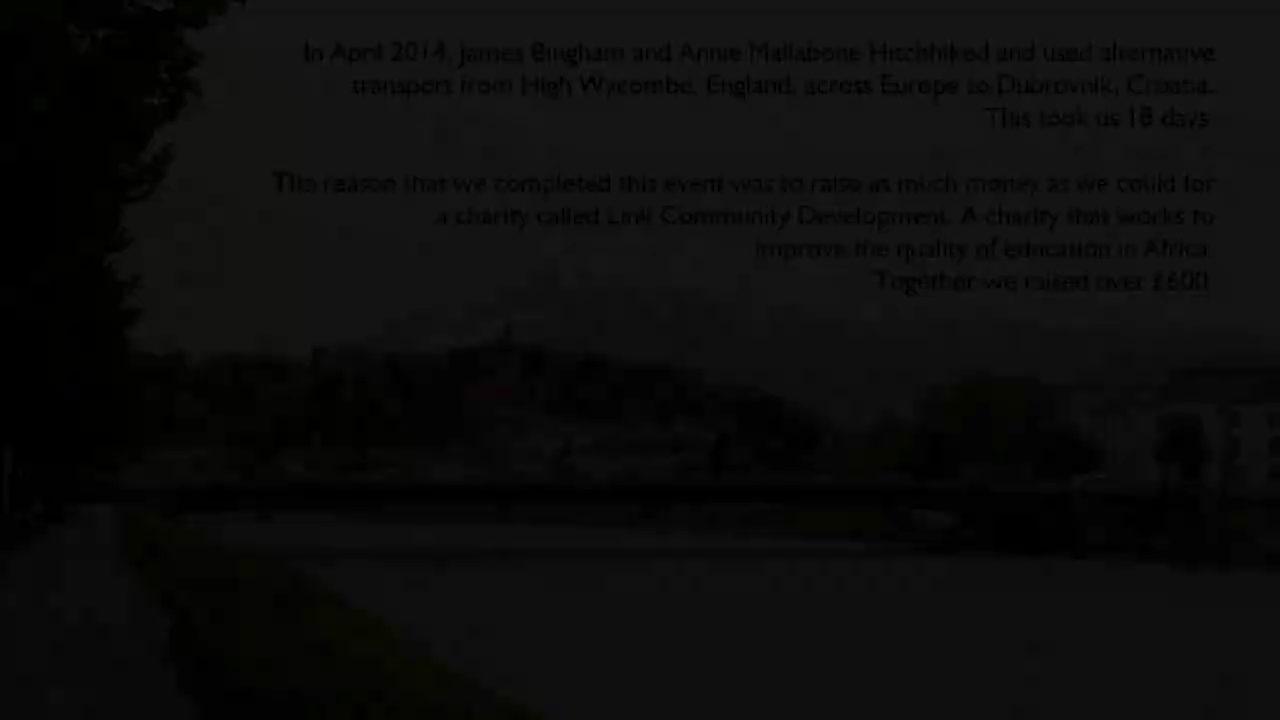 In April 2014, James Bingham and Annie Mallabone Hitchhiked and used alternative
transport from High Wycombe, England, across Europe to Dubrovnik, Croatia.
This took us 18 days.
The reason that we completed this event was to raise as much money as we could for
a charity called Link Community Development. A charity that works to
improve the quality of education in Africa.
Together we raised over £600.